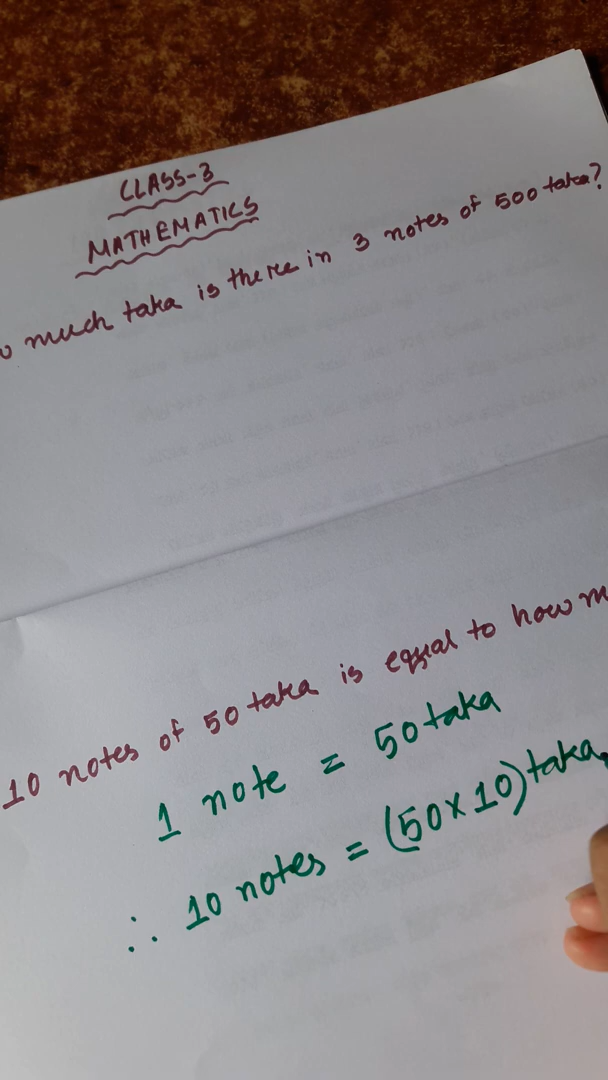 CLASS-3
MATHEMATICS
much taka is there in 3 notes of 500 taka?
10 notes of 50 taka is eqal to how m
1 note = 50 taka
∴ 10 notes = (50×10) taka